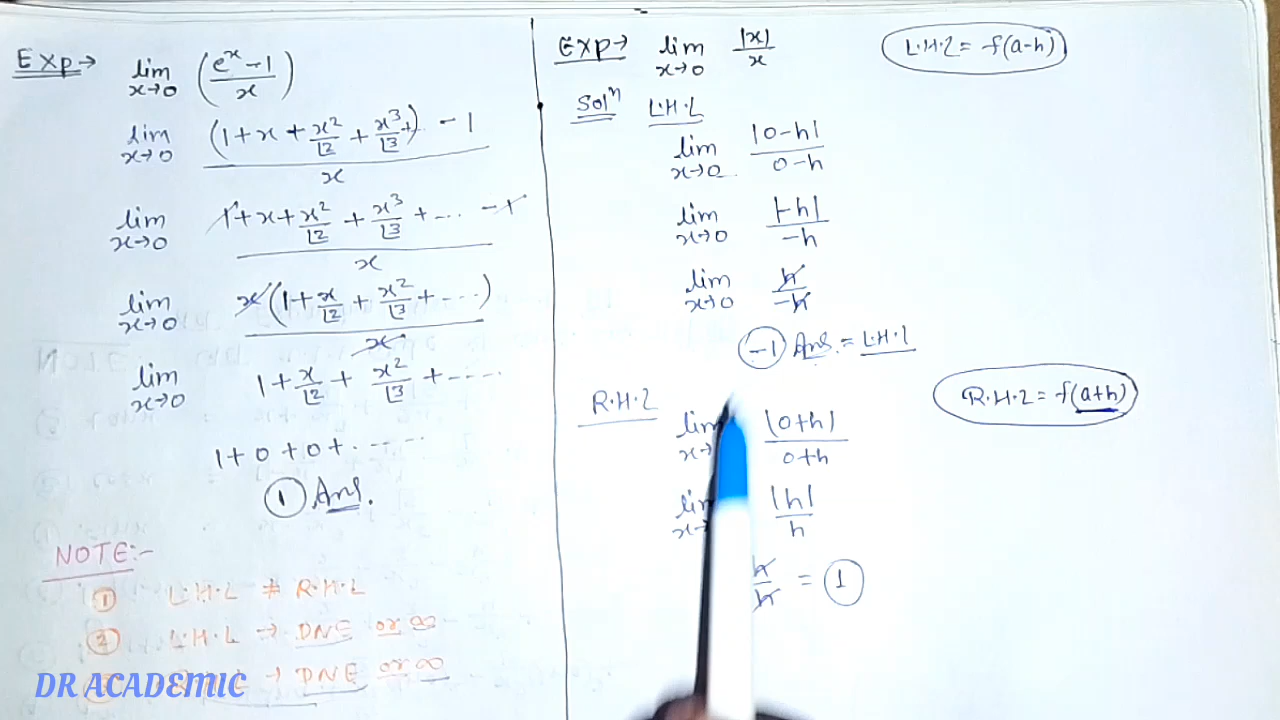 Exp→ lim x→0 (e^x - 1 / x)
lim x→0 (1 + x + x²/⌊2 + x³/⌊3 + ..) - 1 / x
lim x→0 1 + x + x²/⌊2 + x³/⌊3 + .... - 1 / x
lim x→0 x(1 + x/⌊2 + x²/⌊3 + ....) / x
lim x→0 1 + x/⌊2 + x²/⌊3 + .....
1 + 0 + 0 + ......
① Ans.
NOTE:-
① L.H.L ≠ R.H.L
② L.H.L → DNE or ∞
→ DNE or ∞
DR ACADEMIC
Exp→ lim x→0 |x|/x
L.H.L = f(a-h)
Solⁿ L.H.L
lim x→0 |0-h| / 0-h
lim x→0 |-h| / -h
lim x→0 h / -h
-1 Ans. = L.H.L
R.H.L
R.H.L = f(a+h)
lim x→ |0+h| / 0+h
lim x→ |h| / h
h/h = ①